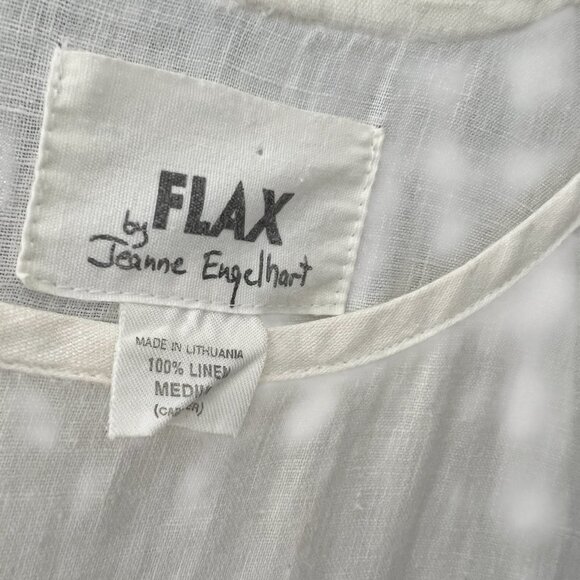 FLAX
by
Jeanne Engelhart
MADE IN LITHUANIA
100% LINEN